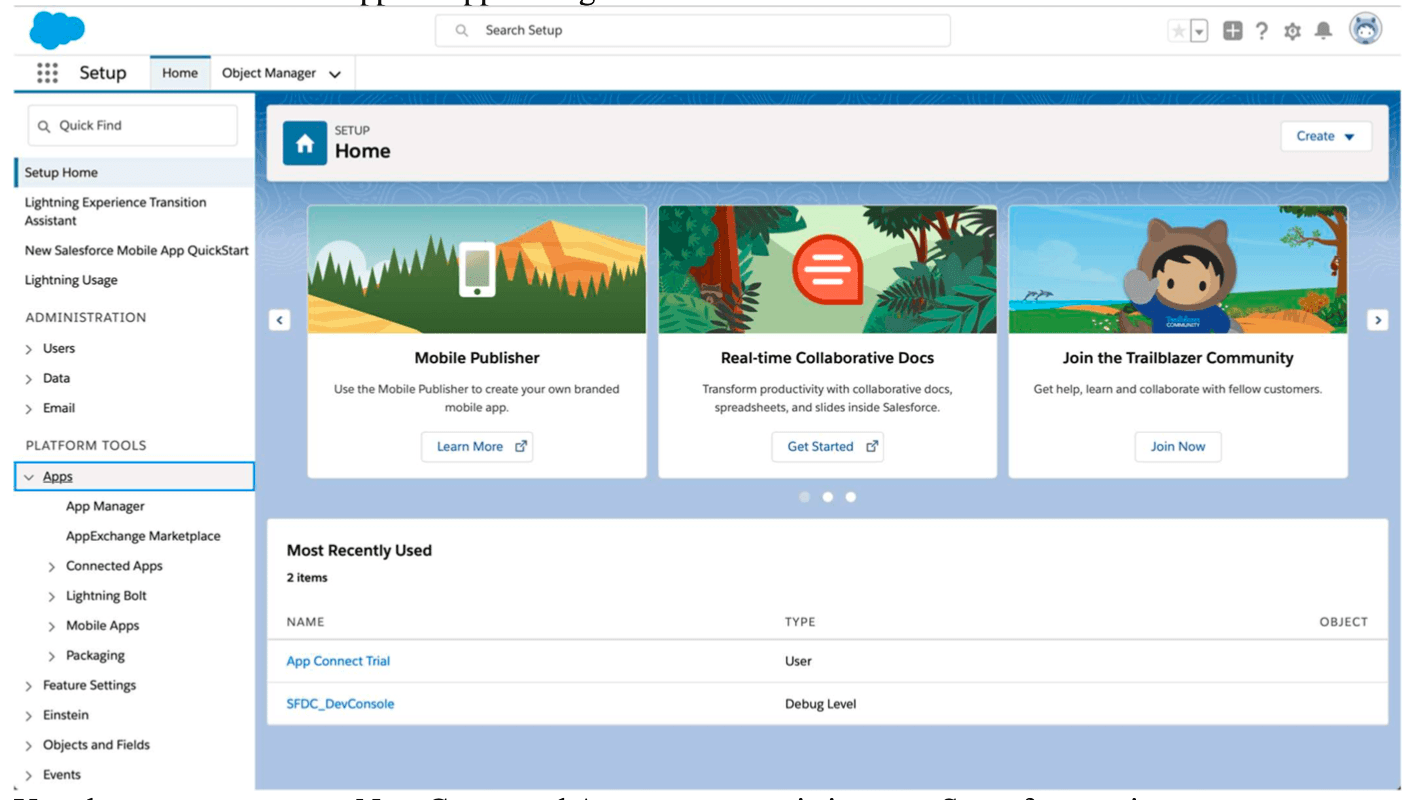 Search Setup
Setup
Home
Object Manager
Quick Find
Setup Home
Lightning Experience Transition
Assistant
New Salesforce Mobile App QuickStart
Lightning Usage
ADMINISTRATION
Users
Data
Email
PLATFORM TOOLS
Apps
App Manager
AppExchange Marketplace
Connected Apps
Lightning Bolt
Mobile Apps
Packaging
Feature Settings
Einstein
Objects and Fields
Events
SETUP
Home
Create
Mobile Publisher
Use the Mobile Publisher to create your own branded
mobile app.
Learn More
Real-time Collaborative Docs
Transform productivity with collaborative docs,
spreadsheets, and slides inside Salesforce.
Get Started
Trailblazer
COMMUNITY
Join the Trailblazer Community
Get help, learn and collaborate with fellow customers.
Join Now
Most Recently Used
2 items
NAME TYPE OBJECT
App Connect Trial User
SFDC_DevConsole Debug Level